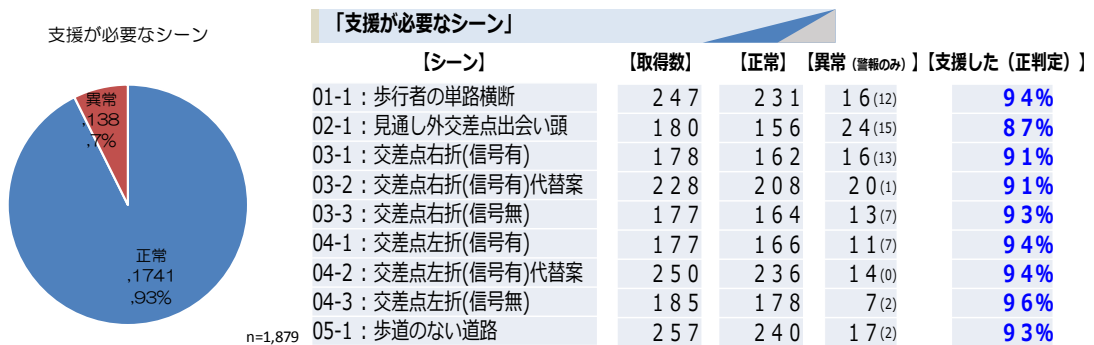 支援が必要なシーン
異常
,138
,7%
正常
,1741
,93%
n=1,879
「支援が必要なシーン」
【シーン】 【取得数】 【正常】 【異常（警報のみ）】【支援した（正判定）】
01-1：歩行者の単路横断 247 231 16(12) 94%
02-1：見通し外交差点出会い頭 180 156 24(15) 87%
03-1：交差点右折(信号有) 178 162 16(13) 91%
03-2：交差点右折(信号有)代替案 228 208 20(1) 91%
03-3：交差点右折(信号無) 177 164 13(7) 93%
04-1：交差点左折(信号有) 177 166 11(7) 94%
04-2：交差点左折(信号有)代替案 250 236 14(0) 94%
04-3：交差点左折(信号無) 185 178 7(2) 96%
05-1：歩道のない道路 257 240 17(2) 93%